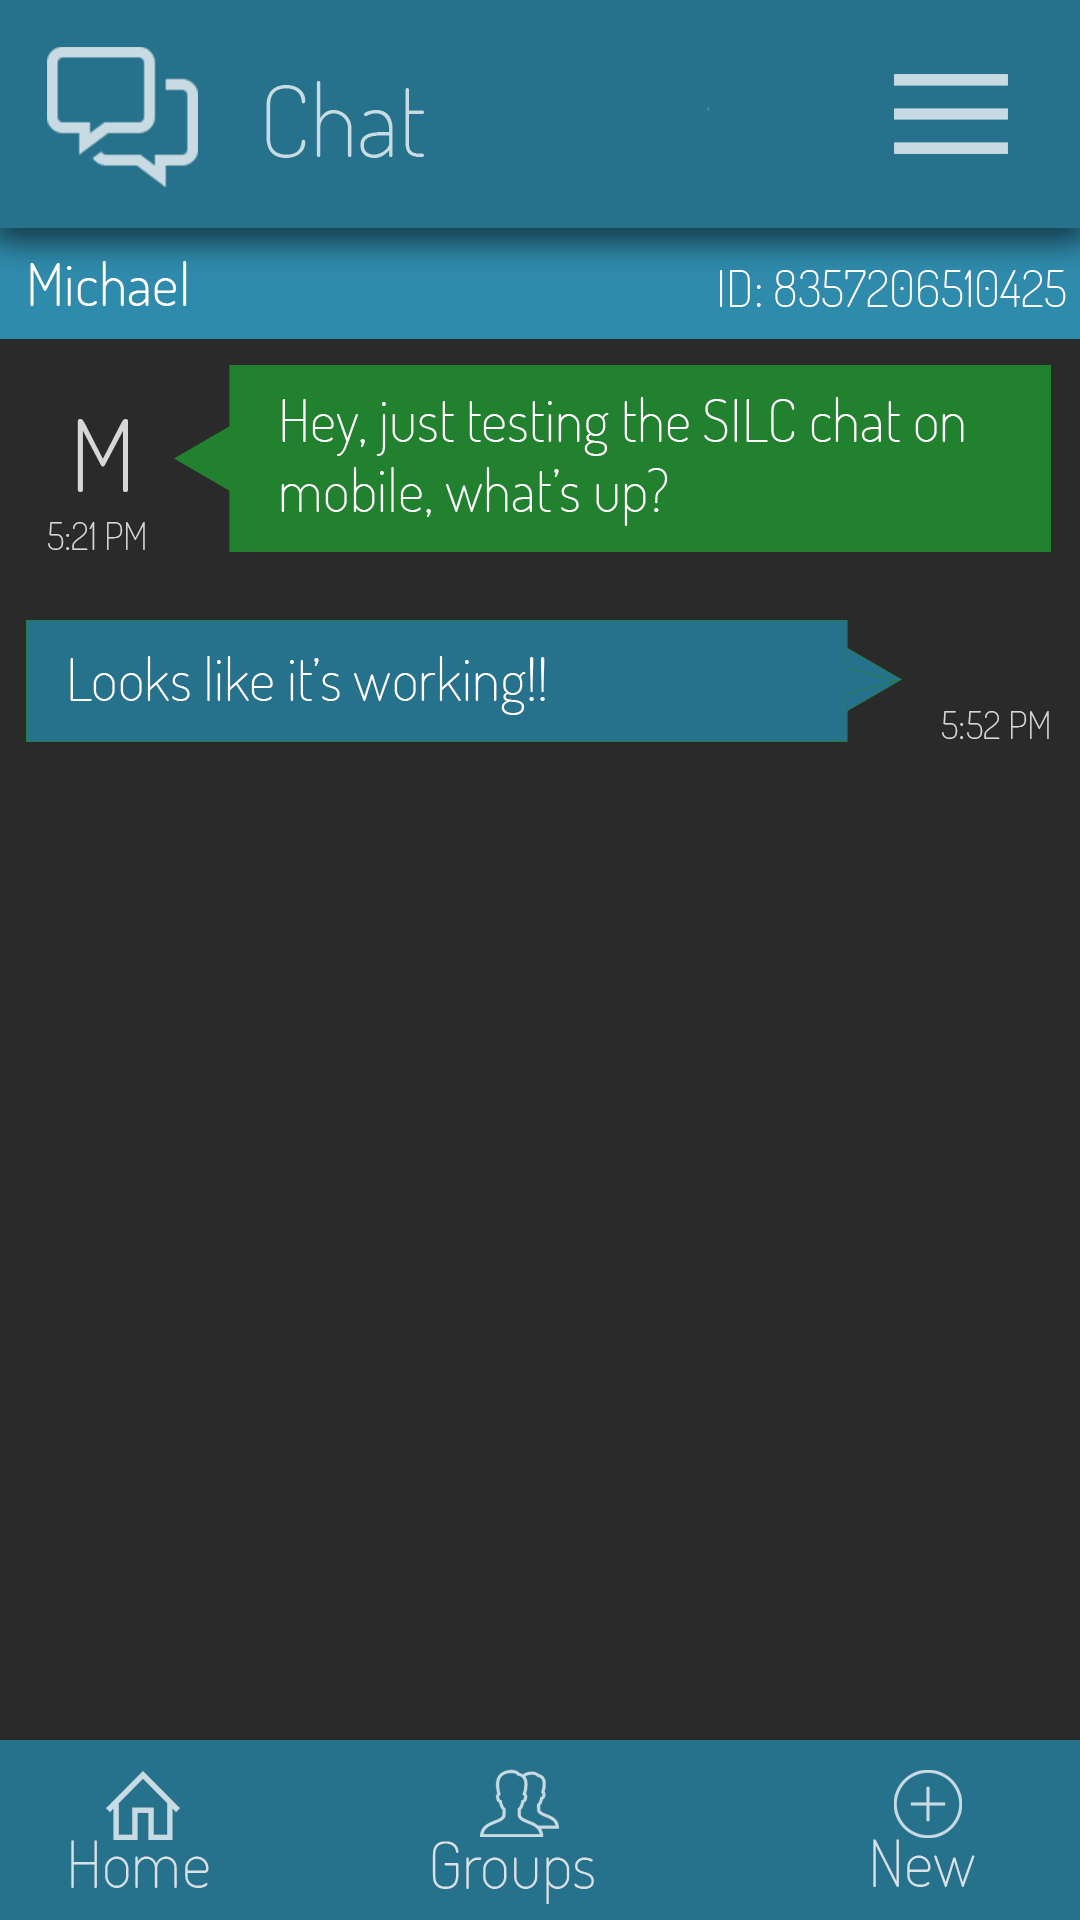 Chat
Michael
ID: 8357206510425
Hey, just testing the SILC chat on
mobile, what's up?
M
5:21 PM
Looks like it's working!!
5:52 PM
Home
Groups
New